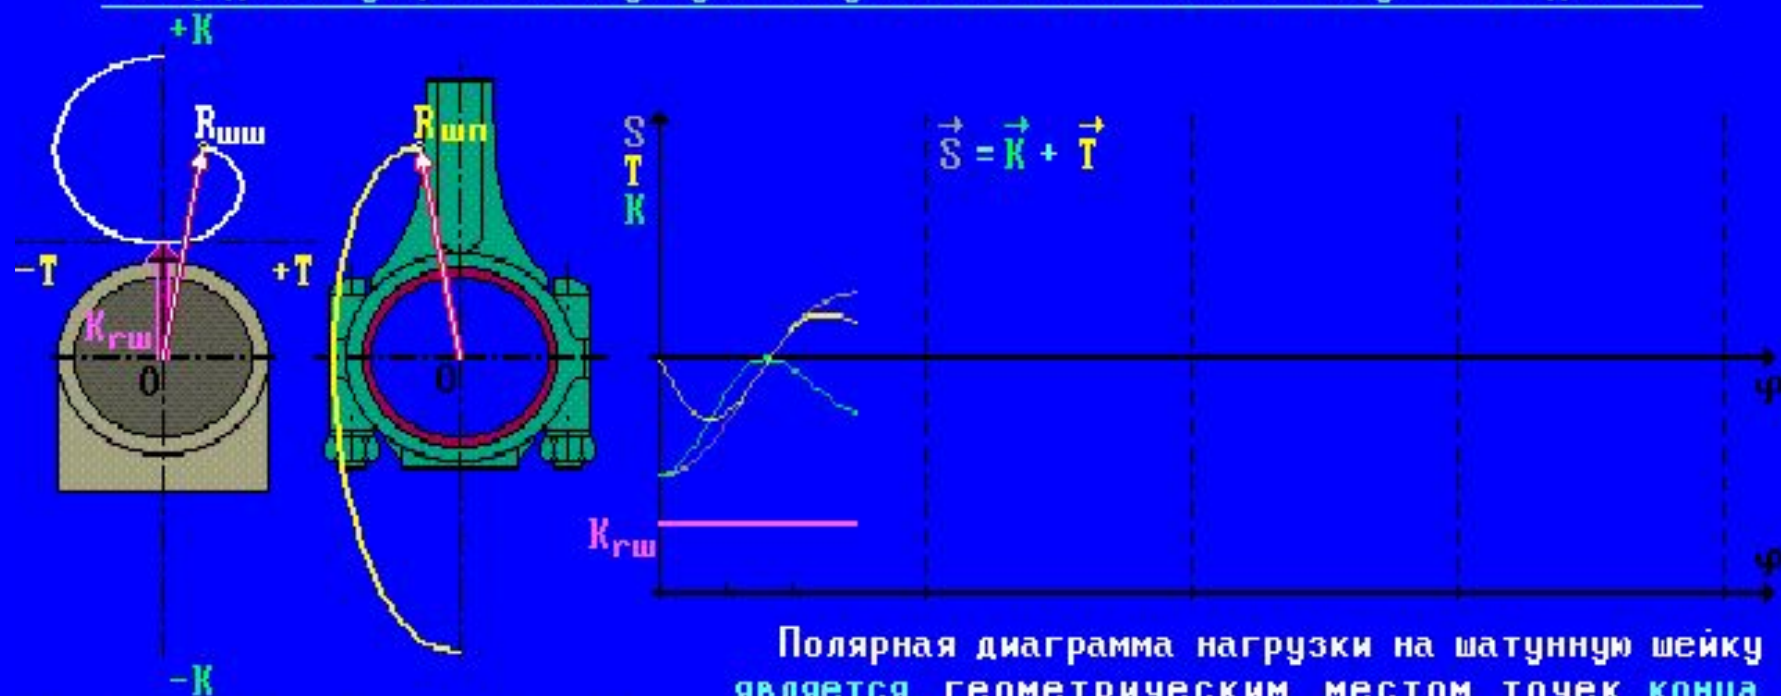 +K
Rшш
Rшп
S
T
K
S = K + T
-T
+T
Kгш
0
0
φ
Kгш
φ
Полярная диаграмма нагрузки на шатунную шейку
-K
является геометрическим местом точек конца